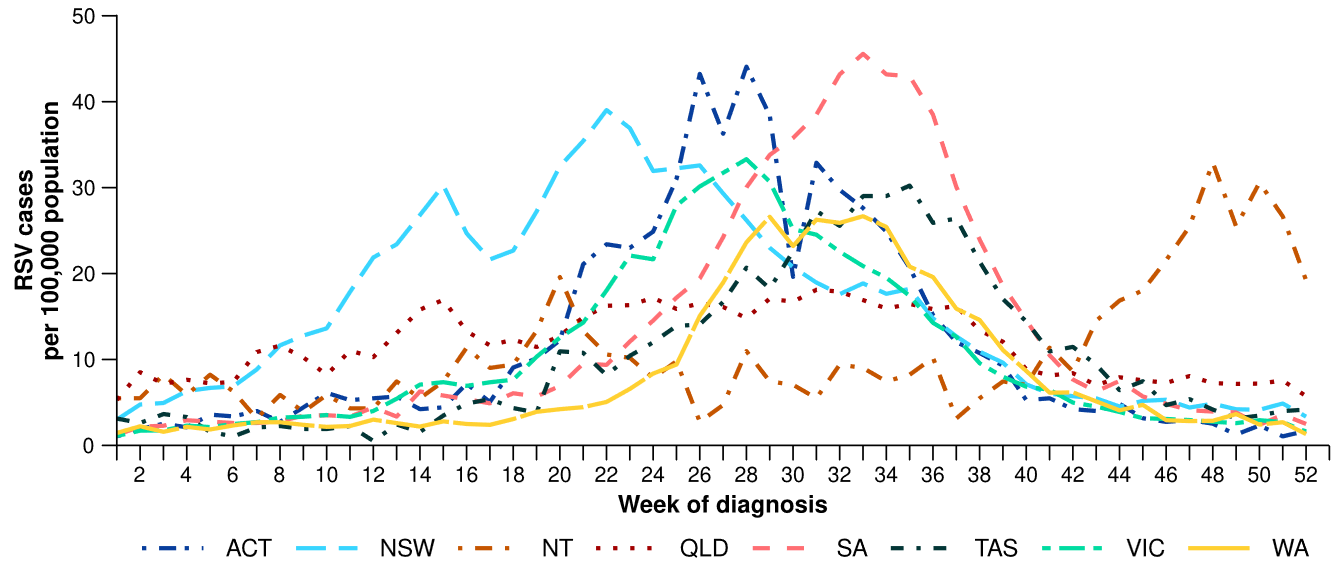 50
40
30
20
10
0
RSV cases
per 100,000 population
2 4 6 8 10 12 14 16 18 20 22 24 26 28 30 32 34 36 38 40 42 44 46 48 50 52
Week of diagnosis
ACT NSW NT QLD SA TAS VIC WA